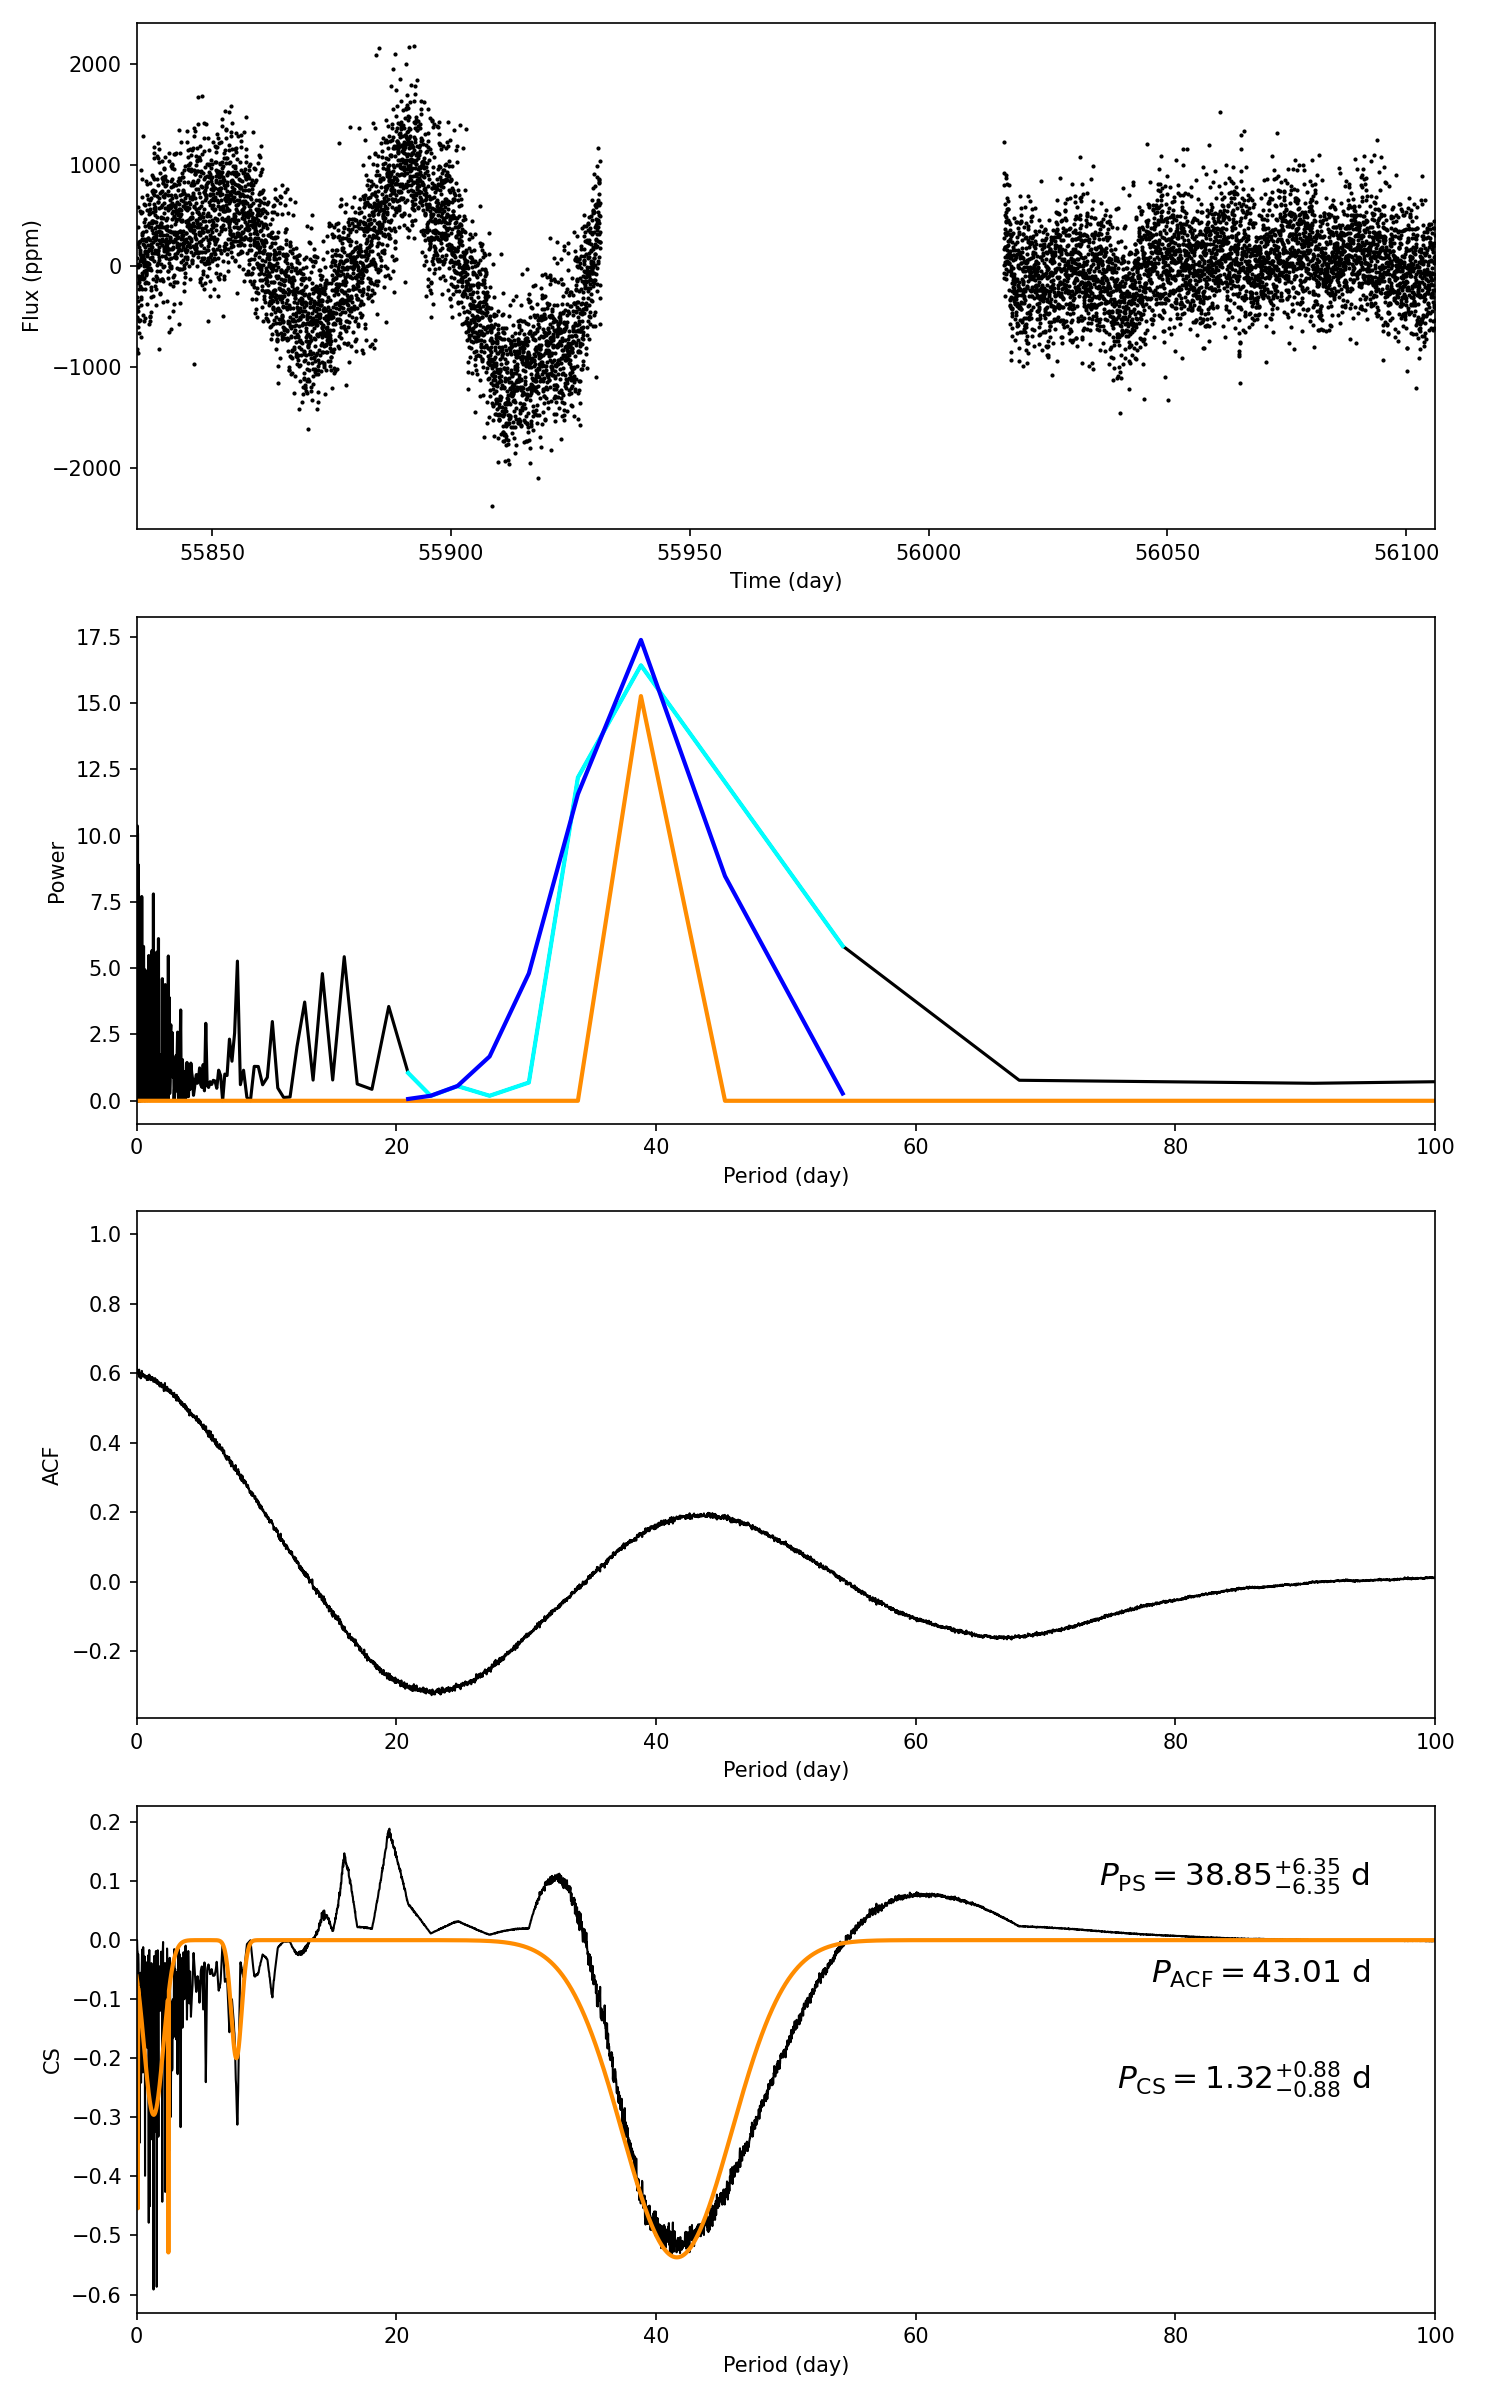 2000
1000
0
−1000
−2000
Flux (ppm)
55850 55900 55950 56000 56050 56100
Time (day)
17.5
15.0
12.5
10.0
7.5
5.0
2.5
0.0
Power
0 20 40 60 80 100
Period (day)
1.0
0.8
0.6
0.4
0.2
0.0
−0.2
ACF
0 20 40 60 80 100
Period (day)
0.2
0.1
0.0
−0.1
−0.2
−0.3
−0.4
−0.5
−0.6
CS
P_PS = 38.85^{+6.35}_{−6.35} d
P_ACF = 43.01 d
P_CS = 1.32^{+0.88}_{−0.88} d
0 20 40 60 80 100
Period (day)